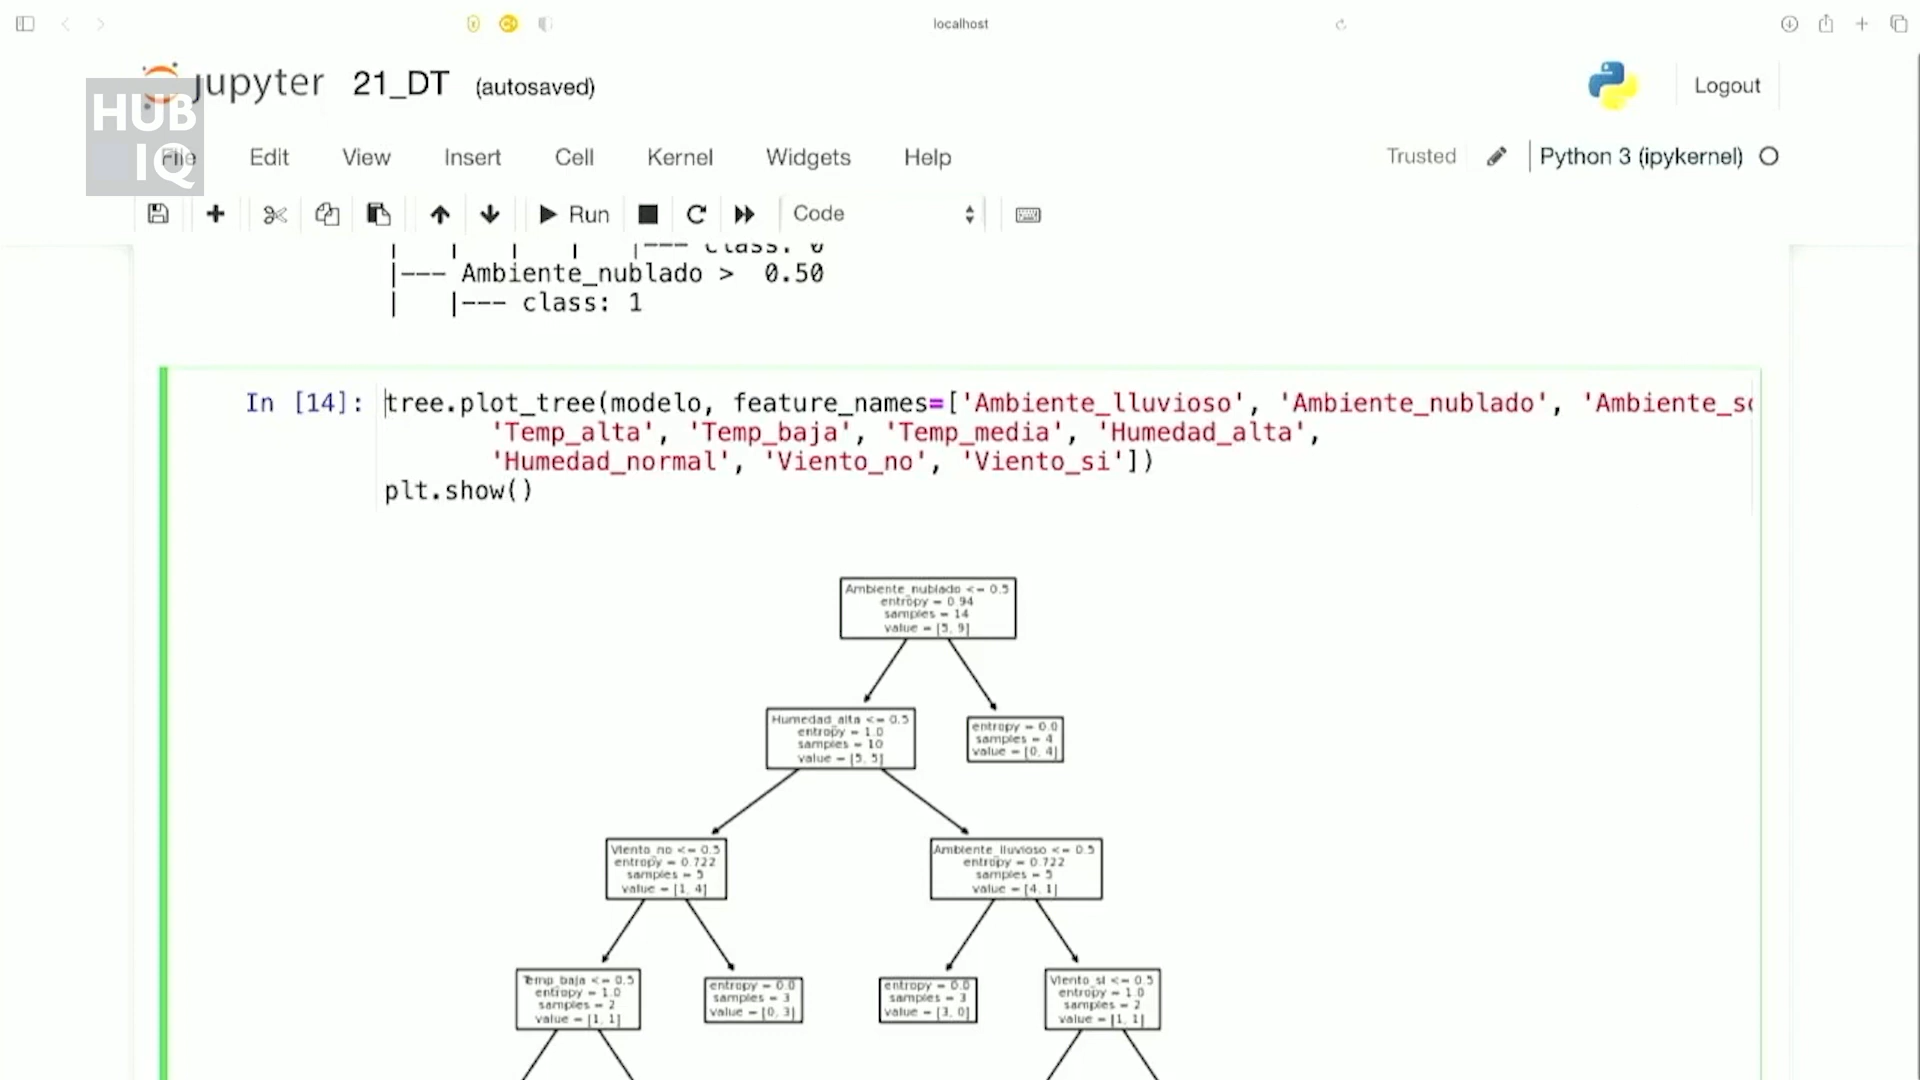 localhost
jupyter 21_DT (autosaved)
Logout
HUB
IQ
File Edit View Insert Cell Kernel Widgets Help
Trusted
Python 3 (ipykernel)
Run
Code
| | | | |--- class: 0
|--- Ambiente_nublado > 0.50
| |--- class: 1
In [14]:
tree.plot_tree(modelo, feature_names=['Ambiente_lluvioso', 'Ambiente_nublado',
'Temp_alta', 'Temp_baja', 'Temp_media', 'Humedad_alta',
'Humedad_normal', 'Viento_no', 'Viento_si'])
plt.show()
Ambiente_nublado <= 0.5
entropy = 0.94
samples = 14
value = [5, 9]
Humedad_alta <= 0.5
entropy = 1.0
samples = 10
value = [5, 5]
entropy = 0.0
samples = 4
value = [0, 4]
Viento_no <= 0.5
entropy = 0.722
samples = 5
value = [1, 4]
Ambiente_lluvioso <= 0.5
entropy = 0.722
samples = 5
value = [4, 1]
Temp_baja <= 0.5
entropy = 1.0
samples = 2
value = [1, 1]
entropy = 0.0
samples = 3
value = [0, 3]
entropy = 0.0
samples = 3
value = [3, 0]
Viento_si <= 0.5
entropy = 1.0
samples = 2
value = [1, 1]